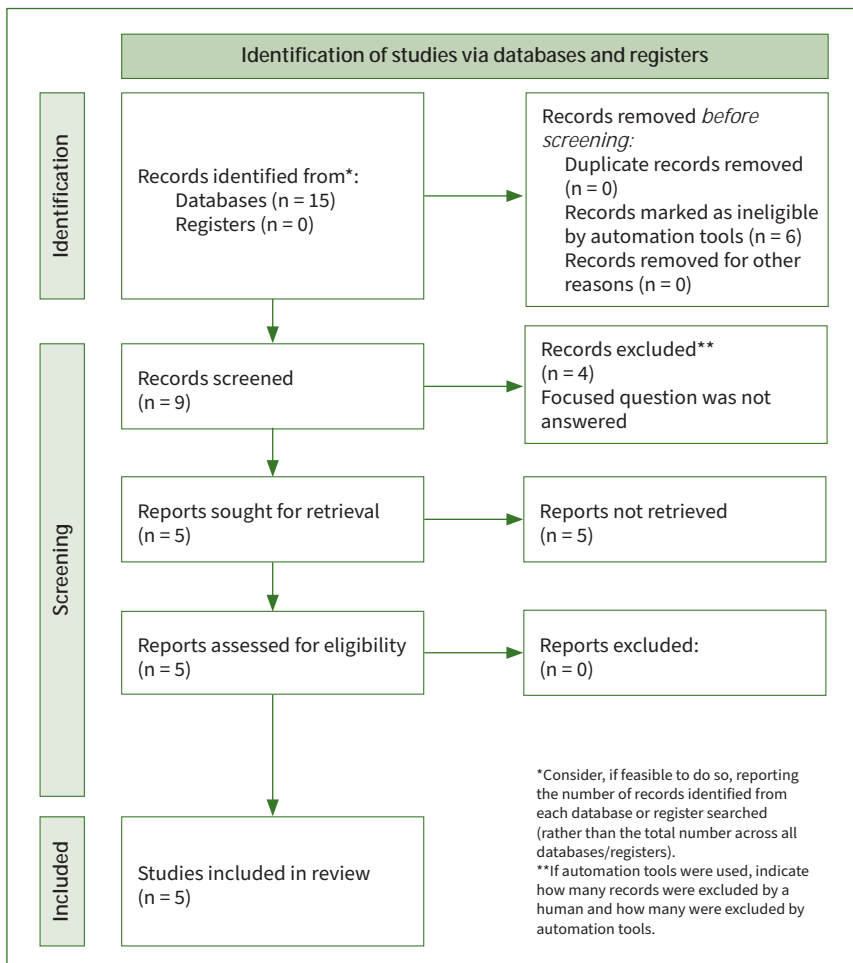 Identification of studies via databases and registers
Identification
Records identified from*:
Databases (n = 15)
Registers (n = 0)
Records removed before
screening:
Duplicate records removed
(n = 0)
Records marked as ineligible
by automation tools (n = 6)
Records removed for other
reasons (n = 0)
Screening
Records screened
(n = 9)
Records excluded**
(n = 4)
Focused question was not
answered
Reports sought for retrieval
(n = 5)
Reports not retrieved
(n = 5)
Reports assessed for eligibility
(n = 5)
Reports excluded:
(n = 0)
Included
Studies included in review
(n = 5)
*Consider, if feasible to do so, reporting
the number of records identified from
each database or register searched
(rather than the total number across all
databases/registers).
**If automation tools were used, indicate
how many records were excluded by a
human and how many were excluded by
automation tools.